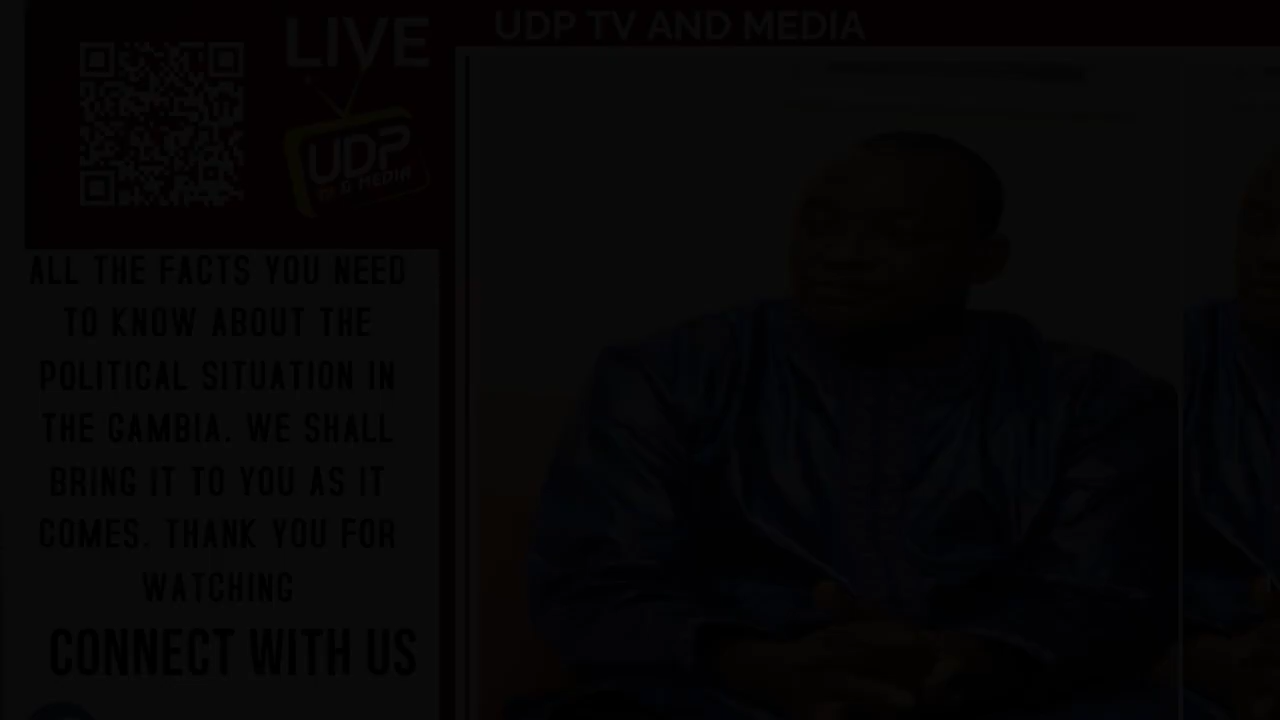 LIVE
UDP TV AND MEDIA
UDP
& MEDIA
ALL THE FACTS YOU NEED
TO KNOW ABOUT THE
POLITICAL SITUATION IN
THE GAMBIA. WE SHALL
BRING IT TO YOU AS IT
COMES. THANK YOU FOR
WATCHING
CONNECT WITH US